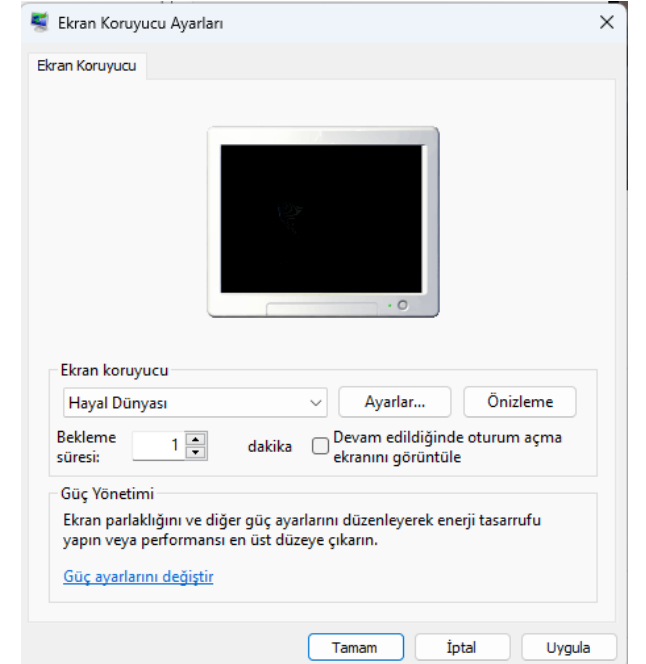 Ekran Koruyucu Ayarları
Ekran Koruyucu
Ekran koruyucu
Hayal Dünyası
Ayarlar...
Önizleme
Bekleme
süresi:
1
dakika
Devam edildiğinde oturum açma
ekranını görüntüle
Güç Yönetimi
Ekran parlaklığını ve diğer güç ayarlarını düzenleyerek enerji tasarrufu
yapın veya performansı en üst düzeye çıkarın.
Güç ayarlarını değiştir
Tamam
İptal
Uygula